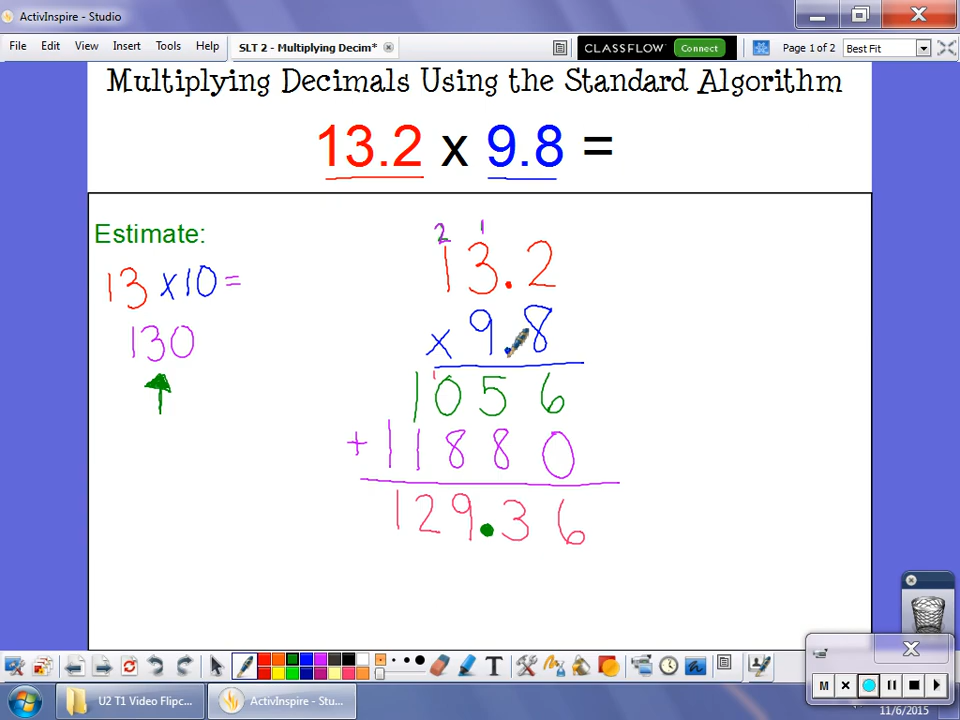 ActivInspire - Studio
File Edit View Insert Tools Help SLT 2 - Multiplying Decim* CLASSFLOW Connect Page 1 of 2 Best Fit
Multiplying Decimals Using the Standard Algorithm
13.2 x 9.8 =
Estimate:
13 x 10 =
130
2 1
13.2
x 9.8
1
1056
+ 11880
129.36
T
M
U2 T1 Video Flipc... ActivInspire - Stu...
11/6/2015